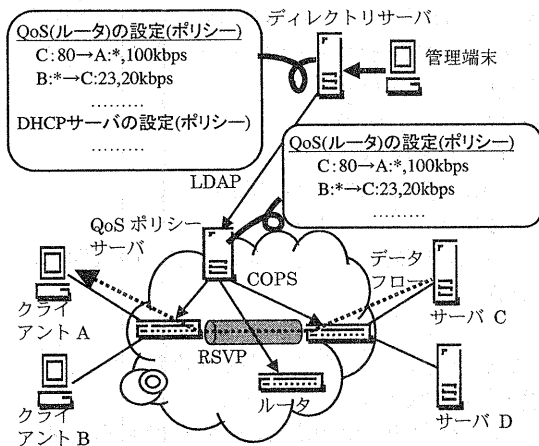 ディレクトリサーバ
QoS(ルータ)の設定(ポリシー)
C:80→A:*,100kbps
B:*→C:23,20kbps
………
DHCPサーバの設定(ポリシー)
………
管理端末
QoS(ルータ)の設定(ポリシー)
C:80→A:*,100kbps
B:*→C:23,20kbps
………
LDAP
QoS ポリシー
サーバ
COPS
データ
フロー
クライ
アント A
サーバ C
RSVP
ルータ
クライ
アント B
サーバ D